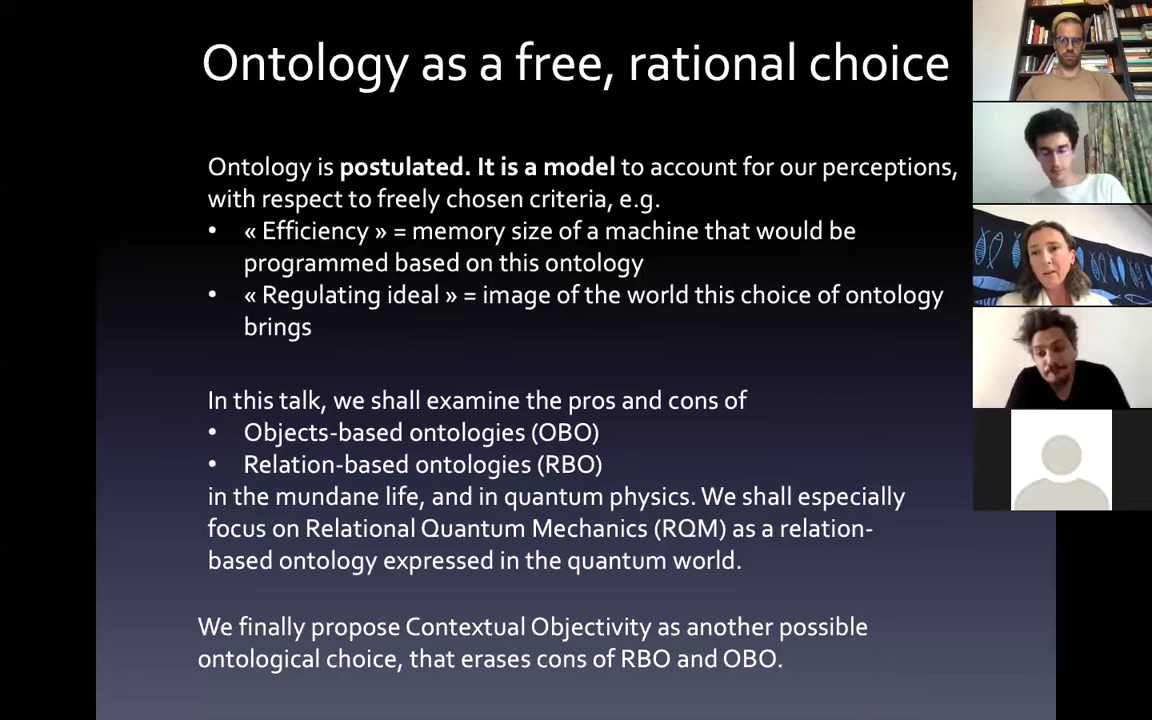 Ontology as a free, rational choice
Ontology is postulated. It is a model to account for our perceptions,
with respect to freely chosen criteria, e.g.
• « Efficiency » = memory size of a machine that would be
programmed based on this ontology
• « Regulating ideal » = image of the world this choice of ontology
brings
In this talk, we shall examine the pros and cons of
• Objects-based ontologies (OBO)
• Relation-based ontologies (RBO)
in the mundane life, and in quantum physics. We shall especially
focus on Relational Quantum Mechanics (RQM) as a relation-
based ontology expressed in the quantum world.
We finally propose Contextual Objectivity as another possible
ontological choice, that erases cons of RBO and OBO.